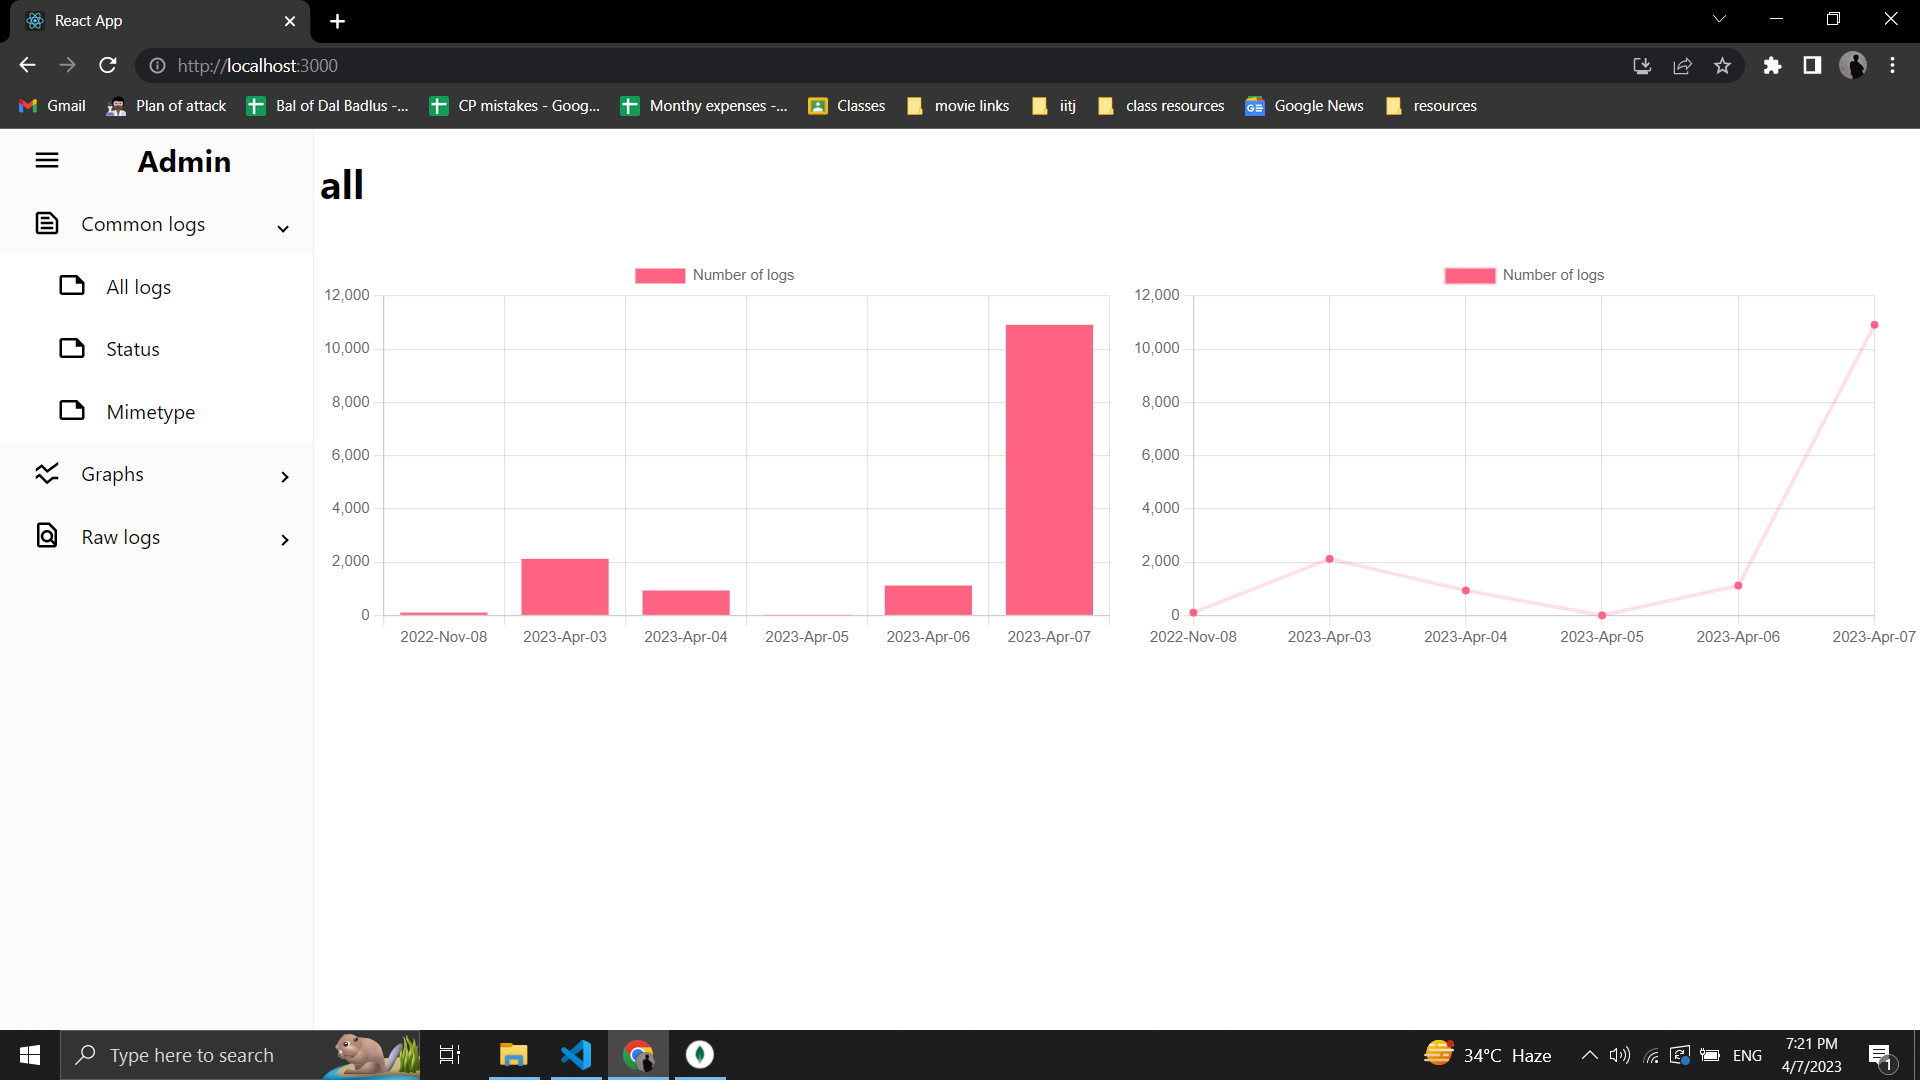 React App
http://localhost:3000
Gmail
Plan of attack
Bal of Dal Badlus -...
CP mistakes - Goog...
Monthy expenses -...
Classes
movie links
iitj
class resources
Google News
resources
Admin
Common logs
All logs
Status
Mimetype
Graphs
Raw logs
all
Number of logs
12,000
10,000
8,000
6,000
4,000
2,000
0
2022-Nov-08
2023-Apr-03
2023-Apr-04
2023-Apr-05
2023-Apr-06
2023-Apr-07
Number of logs
12,000
10,000
8,000
6,000
4,000
2,000
0
2022-Nov-08
2023-Apr-03
2023-Apr-04
2023-Apr-05
2023-Apr-06
2023-Apr-07
Type here to search
34°C Haze
ENG
7:21 PM
4/7/2023
1